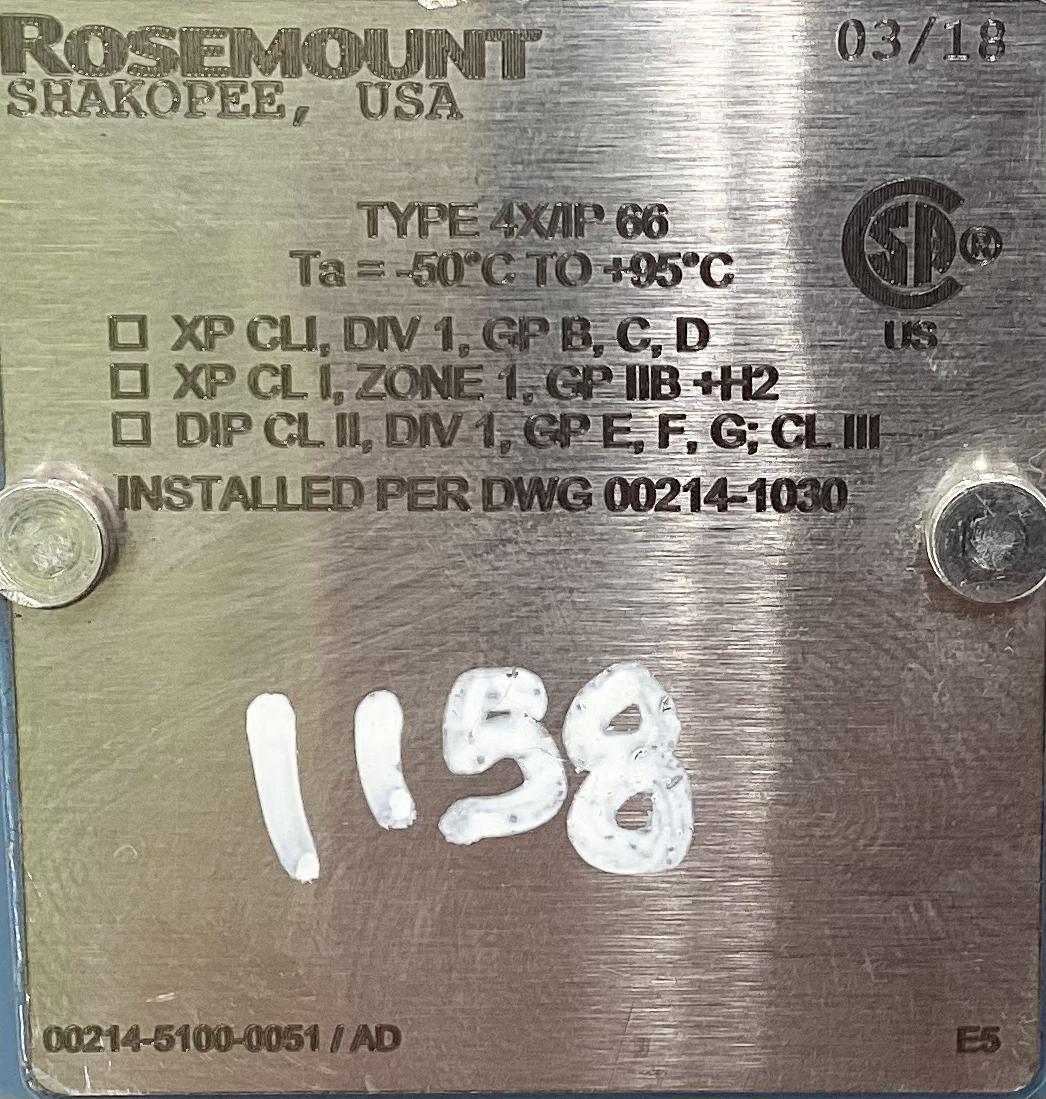 ROSEMOUNT 03/18
SHAKOPEE, USA
TYPE 4X/IP 66
Ta = -50°C TO +95°C
SP®
US
☐ XP CL I, DIV 1, GP B, C, D
☐ XP CL I, ZONE 1, GP IIB +H2
☐ DIP CL II, DIV 1, GP E, F, G; CL III
INSTALLED PER DWG 00214-1030
1158
00214-5100-0051 / AD E5